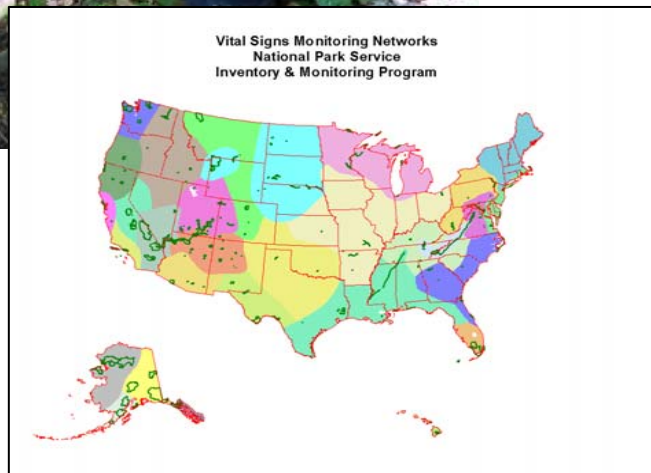 Vital Signs Monitoring Networks
National Park Service
Inventory & Monitoring Program